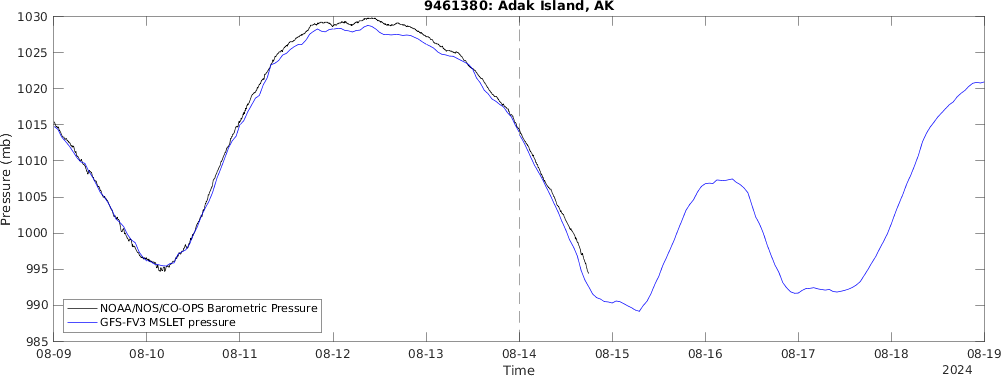 9461380: Adak Island, AK
Pressure (mb)
1030
1025
1020
1015
1010
1005
1000
995
990
985
NOAA/NOS/CO-OPS Barometric Pressure
GFS-FV3 MSLET pressure
08-09 08-10 08-11 08-12 08-13 08-14 08-15 08-16 08-17 08-18 08-19
Time
2024